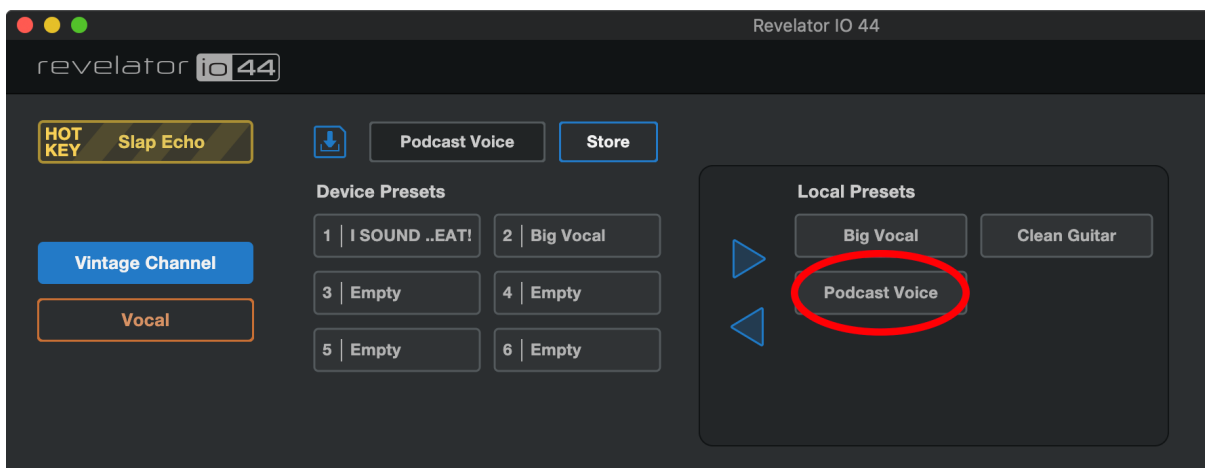 Revelator IO 44
revelator io 44
HOT KEY Slap Echo
Podcast Voice
Store
Device Presets
1 | I SOUND ..EAT!
2 | Big Vocal
3 | Empty
4 | Empty
5 | Empty
6 | Empty
Vintage Channel
Vocal
Local Presets
Big Vocal
Clean Guitar
Podcast Voice